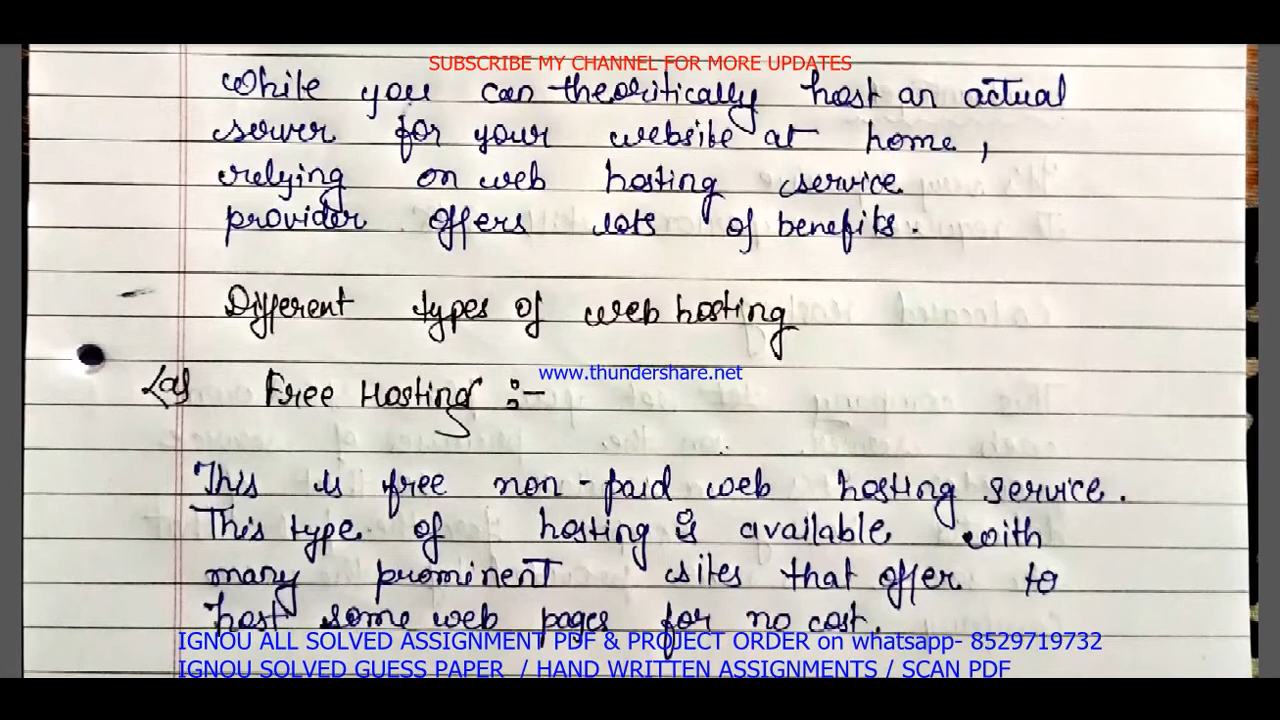 SUBSCRIBE MY CHANNEL FOR MORE UPDATES
While you can theoritically host an actual
server for your website at home,
relying on web hosting service
provider offers lots of benefits.
Different types of web hosting
(a) Free Hosting :-
www.thundershare.net
This is free non-paid web hosting service.
This type of hosting is available with
many prominent sites that offer to
host some web pages for no cost.
IGNOU ALL SOLVED ASSIGNMENT PDF & PROJECT ORDER on whatsapp- 8529719732
IGNOU SOLVED GUESS PAPER / HAND WRITTEN ASSIGNMENTS / SCAN PDF